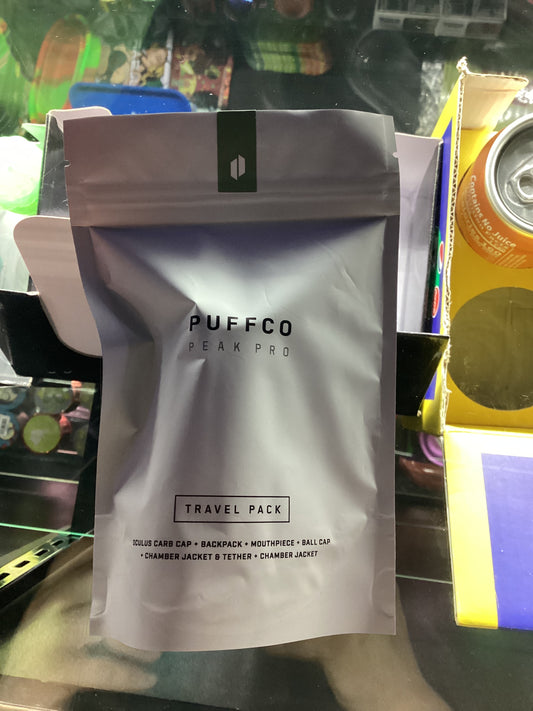 PUFFCO
PEAK PRO
TRAVEL PACK
OCULUS CARB CAP + BACKPACK + MOUTHPIECE + BALL CAP
+ CHAMBER JACKET & TETHER + CHAMBER JACKET
Contains No Juice